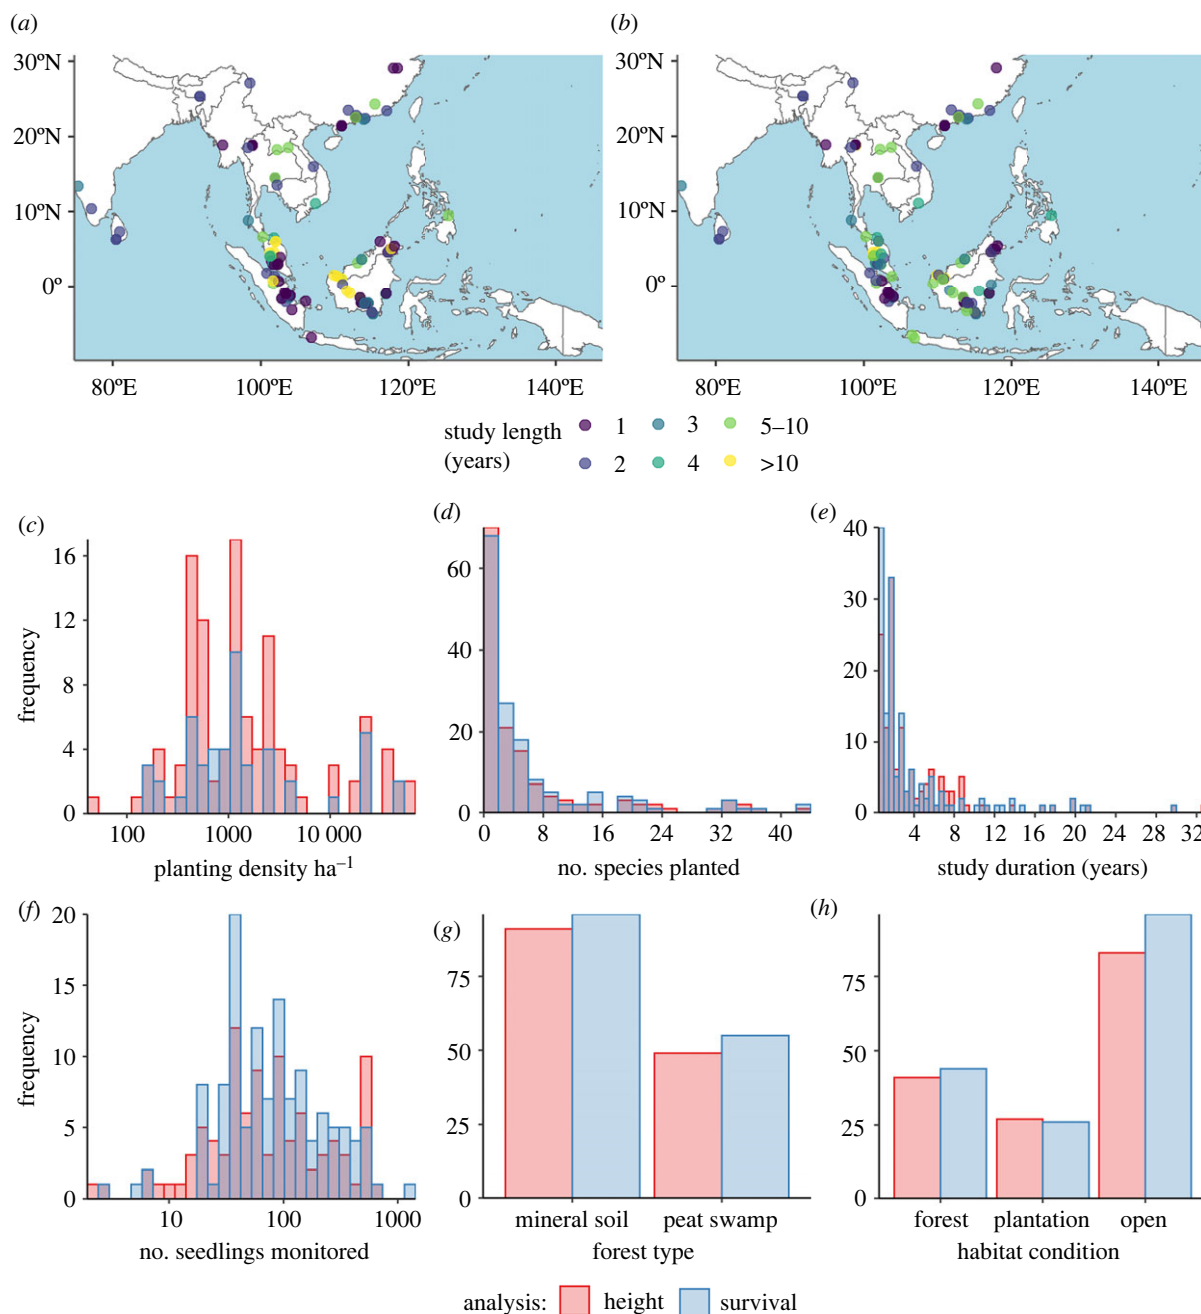 (a)
(b)
30ºN
20ºN
10ºN
0º
80ºE
100ºE
120ºE
140ºE
30ºN
20ºN
10ºN
0º
80ºE
100ºE
120ºE
140ºE
study length
(years)
1
3
5–10
2
4
>10
(c)
frequency
16
12
8
4
0
100
1000
10 000
planting density ha⁻¹
(d)
60
40
20
0
0
8
16
24
32
40
no. species planted
(e)
40
30
20
10
0
4
8
12
16
20
24
28
32
study duration (years)
(f)
frequency
20
15
10
5
0
10
100
1000
no. seedlings monitored
(g)
75
50
25
0
mineral soil
peat swamp
forest type
(h)
75
50
25
0
forest
plantation
open
habitat condition
analysis:
height
survival